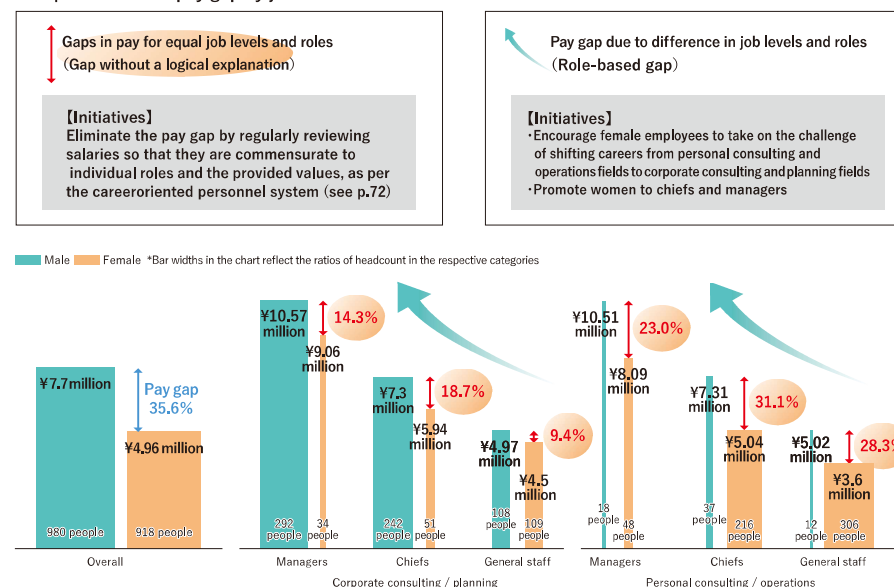 Gaps in pay for equal job levels and roles
(Gap without a logical explanation)
【Initiatives】
Eliminate the pay gap by regularly reviewing
salaries so that they are commensurate to
individual roles and the provided values, as per
the careeroriented personnel system (see p.72)
Pay gap due to difference in job levels and roles
(Role-based gap)
【Initiatives】
・Encourage female employees to take on the challenge
of shifting careers from personal consulting and
operations fields to corporate consulting and planning fields
・Promote women to chiefs and managers
Male Female *Bar widths in the chart reflect the ratios of headcount in the respective categories
¥7.7 million
Pay gap
35.6%
¥4.96 million
980 people
918 people
Overall
¥10.57
million
14.3%
¥9.06
million
292
people
34
people
Managers
¥7.3
million
18.7%
¥5.94
million
242
people
51
people
Chiefs
¥4.97
million
9.4%
¥4.5
million
108
people
109
people
General staff
Corporate consulting / planning
¥10.51
million
23.0%
¥8.09
million
18
people
48
people
Managers
¥7.31
million
31.1%
¥5.04
million
37
people
216
people
Chiefs
¥5.02
million
28.3%
¥3.6
million
12
people
306
people
General staff
Personal consulting / operations